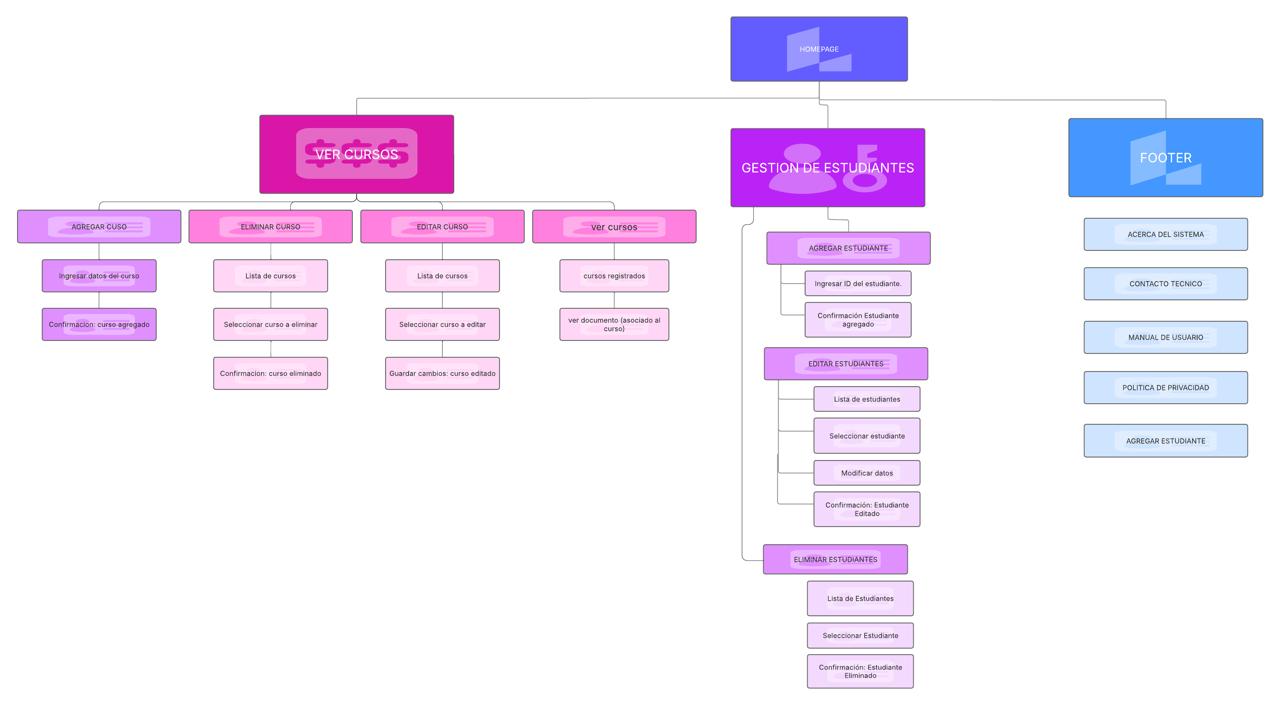 HOMEPAGE
VER CURSOS
GESTION DE ESTUDIANTES
FOOTER
AGREGAR CUSO
Ingresar datos del curso
Confirmacion: curso agregado
ELIMINAR CURSO
Lista de cursos
Seleccionar curso a eliminar
Confirmacion: curso eliminado
EDITAR CURSO
Lista de cursos
Seleccionar curso a editar
Guardar cambios: curso editado
ver cursos
cursos registrados
ver documento (asociado al
curso)
AGREGAR ESTUDIANTE
Ingresar ID del estudiante.
Confirmación Estudiante
agregado
EDITAR ESTUDIANTES
Lista de estudiantes
Seleccionar estudiante
Modificar datos
Confirmación: Estudiante
Editado
ELIMINAR ESTUDIANTES
Lista de Estudiantes
Seleccionar Estudiante
Confirmación: Estudiante
Eliminado
ACERCA DEL SISTEMA
CONTACTO TECNICO
MANUAL DE USUARIO
POLITICA DE PRIVACIDAD
AGREGAR ESTUDIANTE